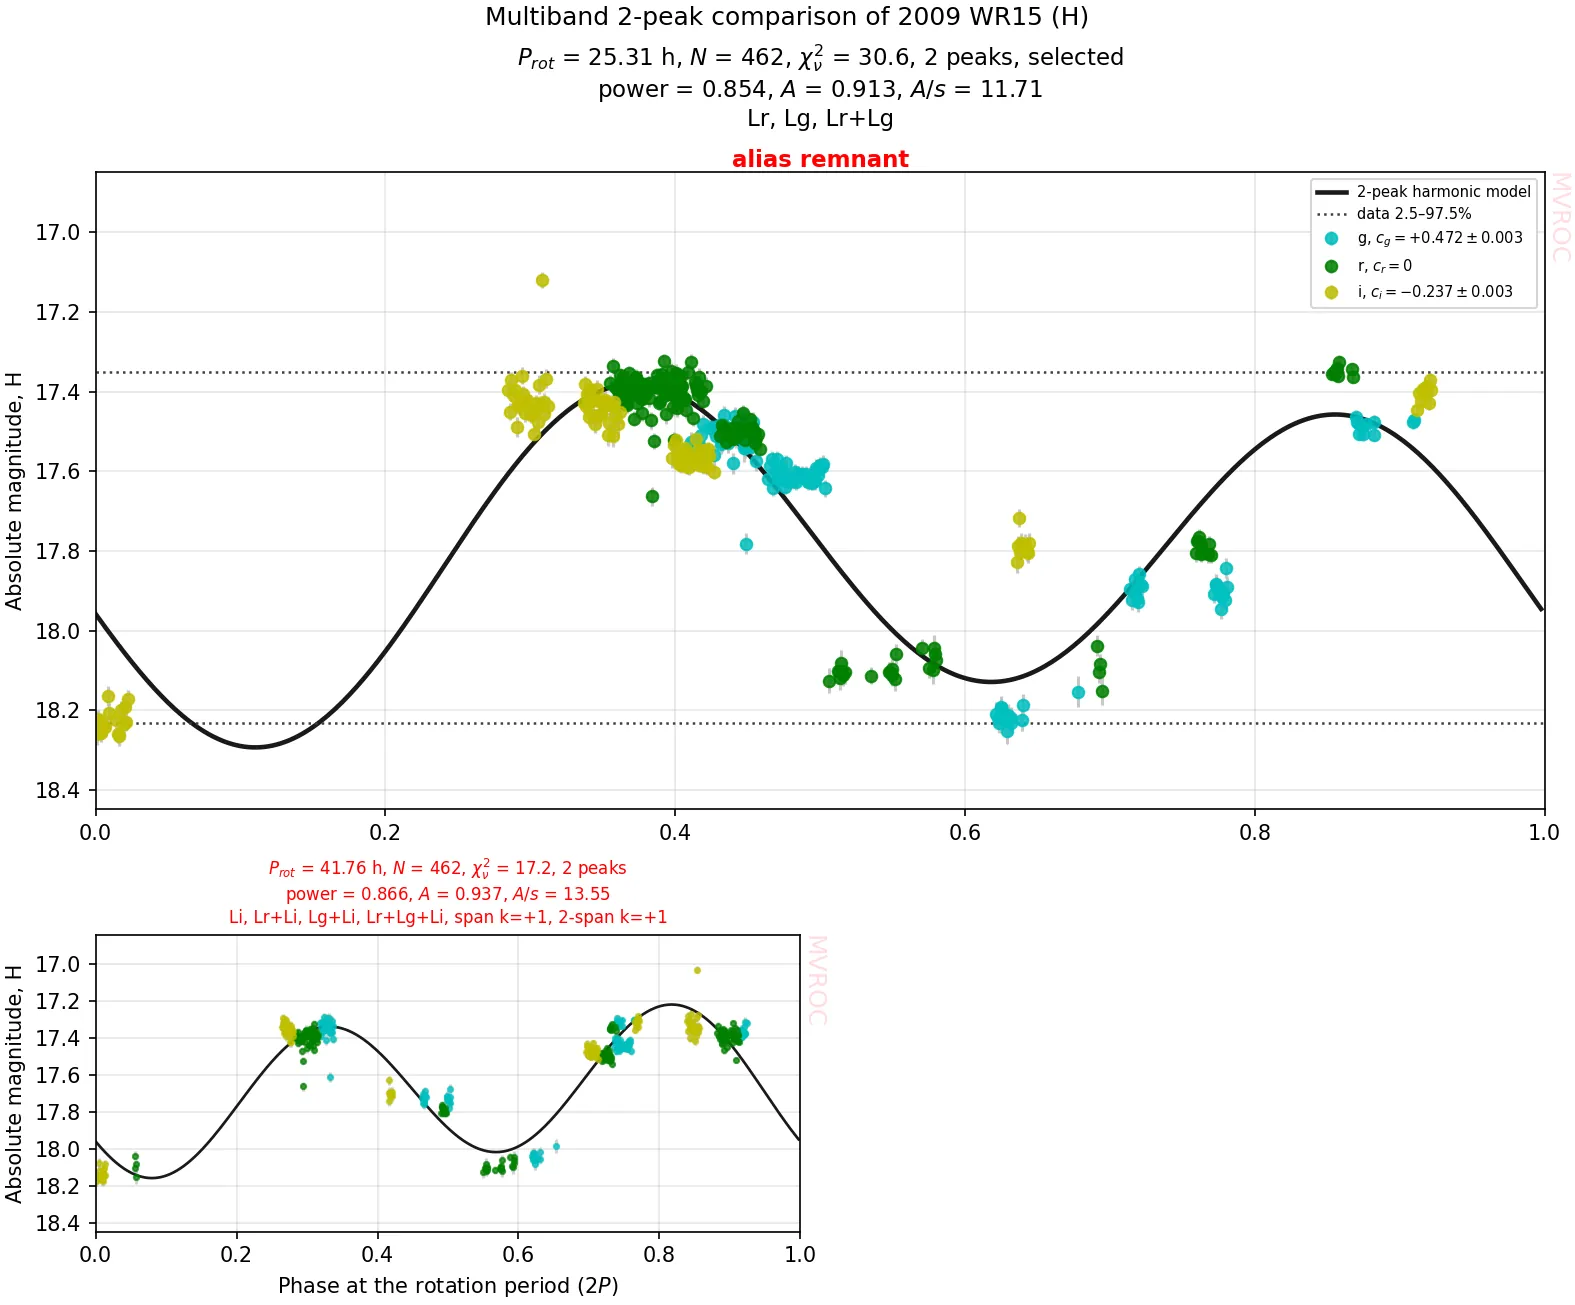 Multiband 2-peak comparison of 2009 WR15 (H)
P_rot = 25.31 h, N = 462, χ²_ν = 30.6, 2 peaks, selected
power = 0.854, A = 0.913, A/s = 11.71
Lr, Lg, Lr+Lg
alias remnant
2-peak harmonic model
data 2.5–97.5%
g, c_g = +0.472 ± 0.003
r, c_r = 0
i, c_i = −0.237 ± 0.003
MVROC
Absolute magnitude, H
17.0
17.2
17.4
17.6
17.8
18.0
18.2
18.4
0.0 0.2 0.4 0.6 0.8 1.0
P_rot = 41.76 h, N = 462, χ²_ν = 17.2, 2 peaks
power = 0.866, A = 0.937, A/s = 13.55
Li, Lr+Li, Lg+Li, Lr+Lg+Li, span k=+1, 2-span k=+1
MVROC
Absolute magnitude, H
17.0
17.2
17.4
17.6
17.8
18.0
18.2
18.4
0.0 0.2 0.4 0.6 0.8 1.0
Phase at the rotation period (2P)